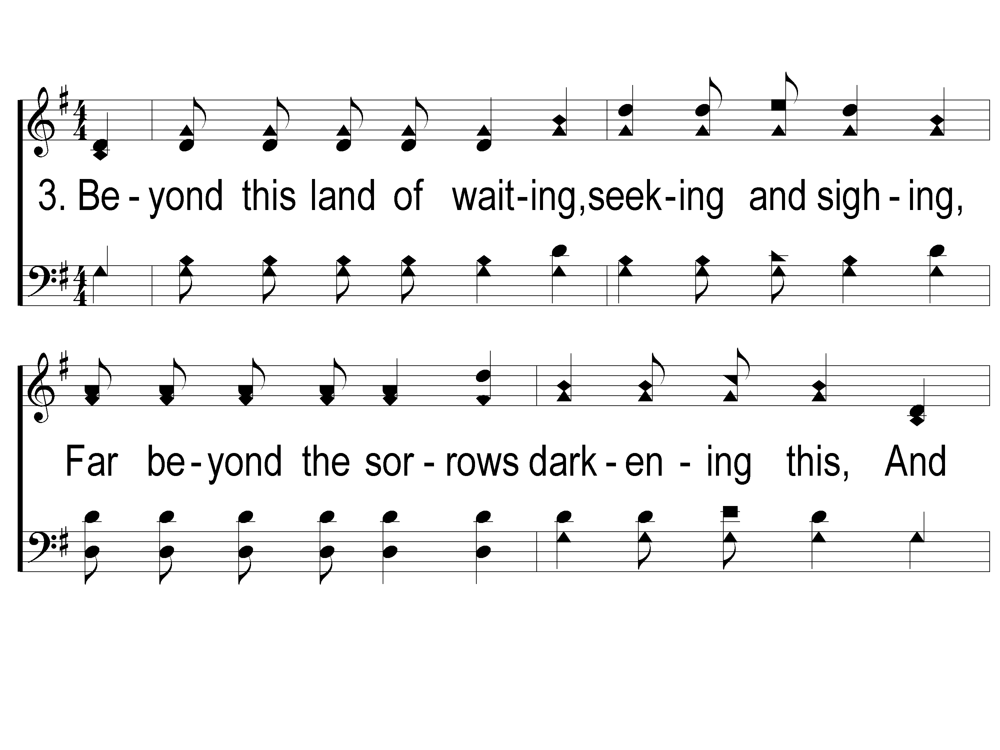 3. Be - yond this land of wait-ing,seek-ing and sigh - ing,
Far be-yond the sor - rows dark - en - ing this, And